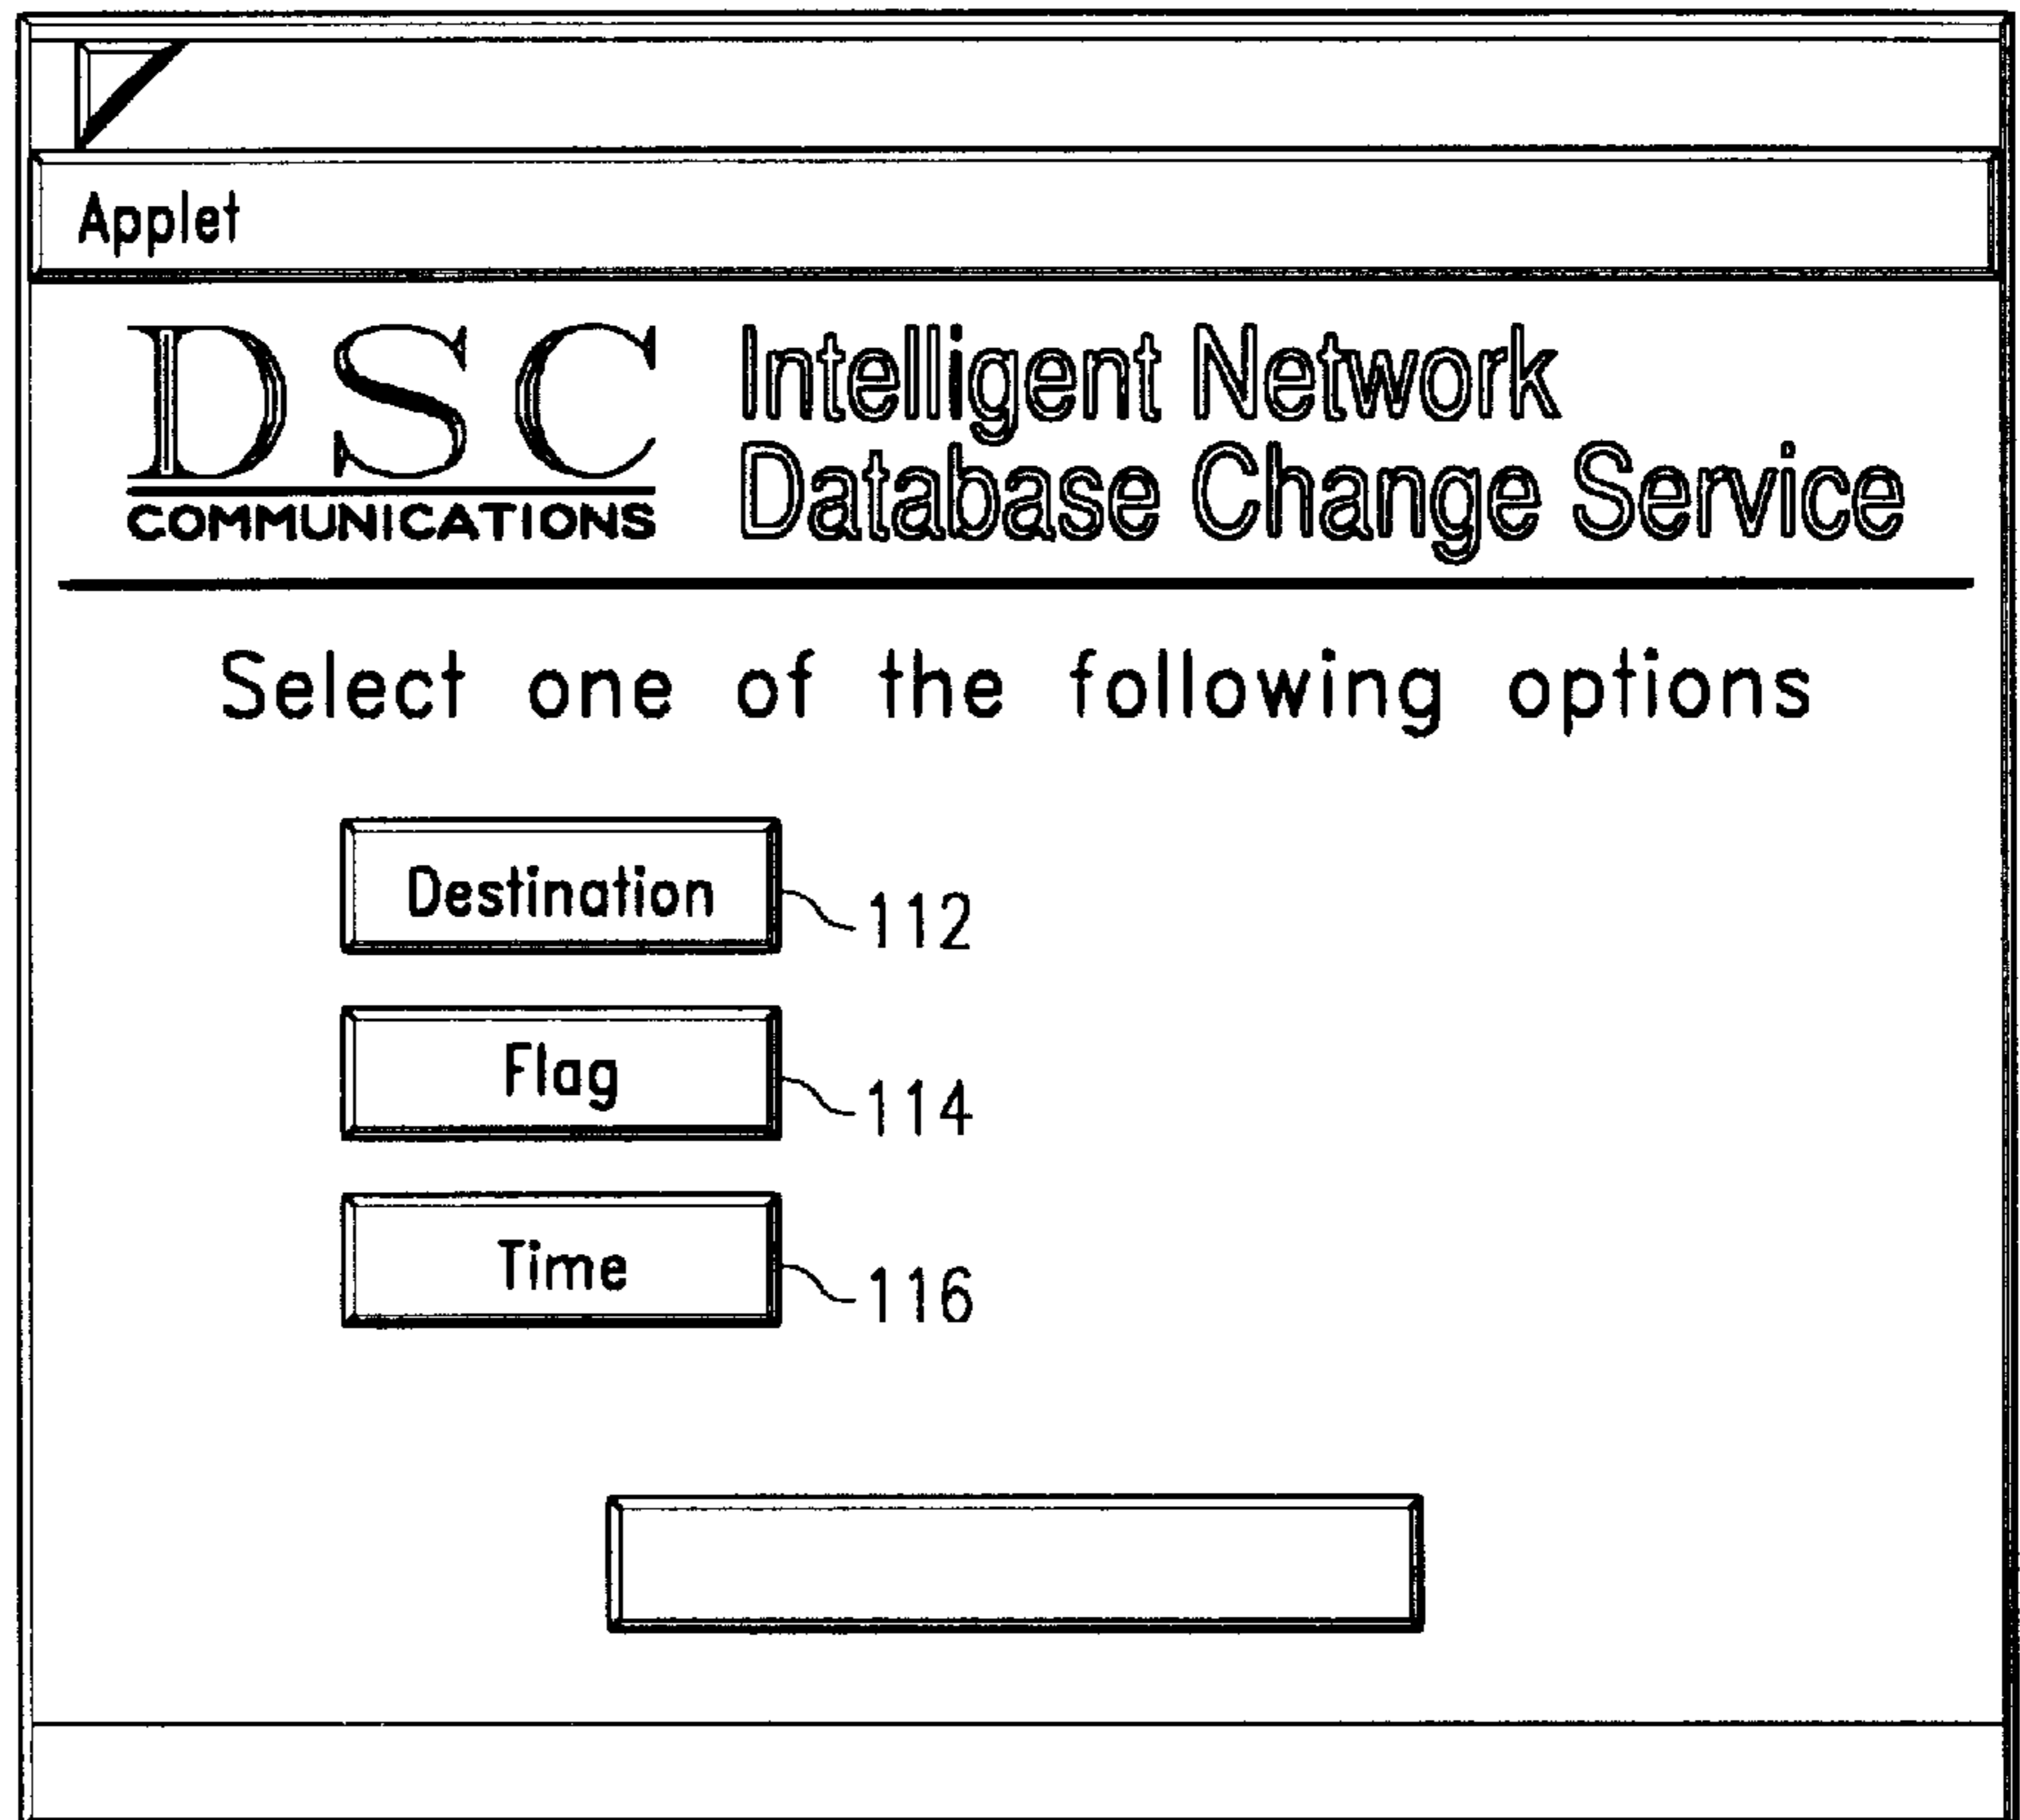 Applet
DSC
COMMUNICATIONS
Intelligent Network
Database Change Service
Select one of the following options
Destination 112
Flag 114
Time 116